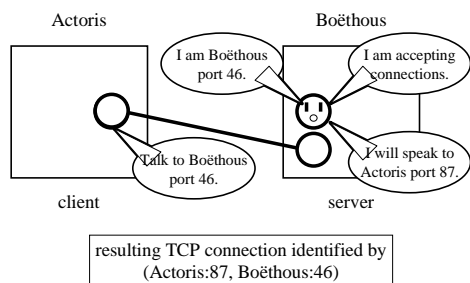 Actoris
Boëthous
I am Boëthous
port 46.
I am accepting
connections.
Talk to Boëthous
port 46.
I will speak to
Actoris port 87.
client
server
resulting TCP connection identified by
(Actoris:87, Boëthous:46)